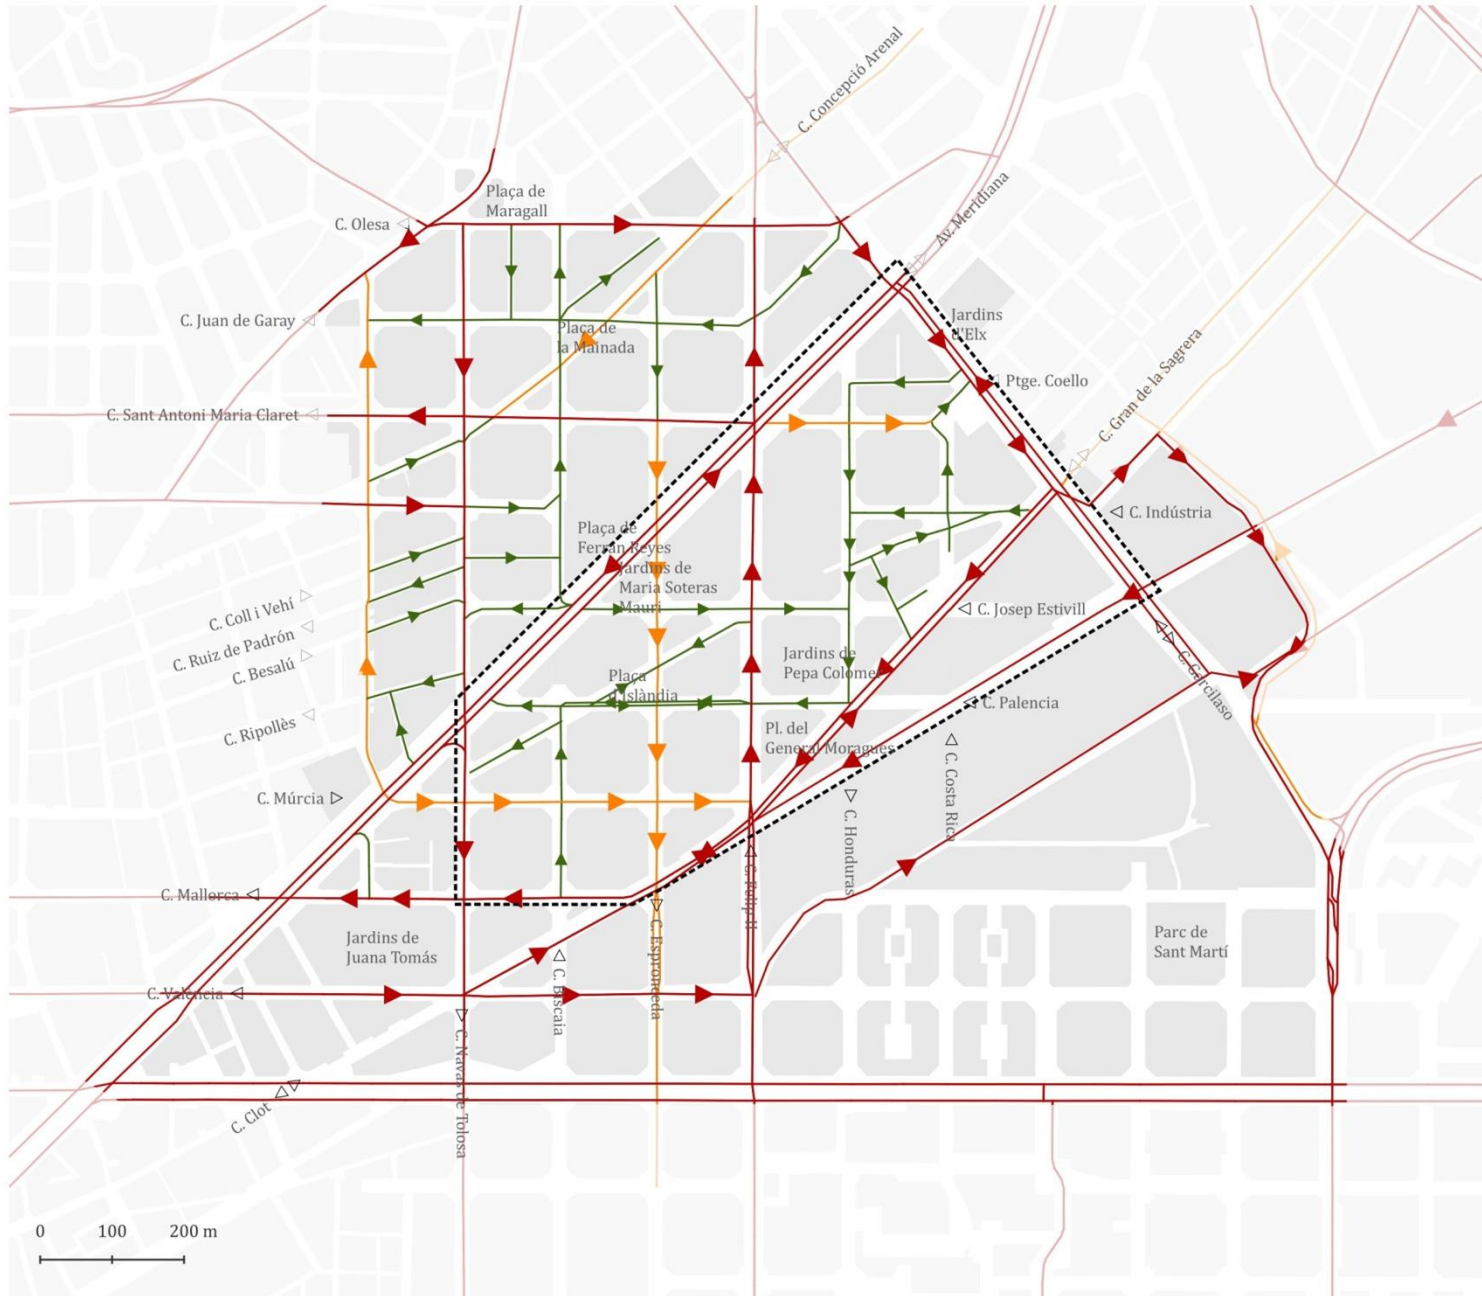 C. Concepció Arenal
Plaça de
Maragall
C. Olesa
Av. Meridiana
C. Juan de Garay
Plaça de
la Mainada
Jardins
d'Elx
Ptge. Coello
C. Gran de la Sagrera
C. Sant Antoni Maria Claret
C. Indústria
Plaça de
Ferran Reyes
Jardins de
Maria Soteras
Mauri
C. Coll i Vehí
C. Ruiz de Padrón
C. Besalú
C. Ripollès
C. Josep Estivill
C. Garcilaso
Jardins de
Pepa Colomer
Plaça
d'Islàndia
C. Palencia
Pl. del
General Moragues
C. Múrcia
C. Costa Rica
C. Honduras
C. Mallorca
C. Felip II
C. Espronceda
Jardins de
Juana Tomás
Parc de
Sant Martí
C. Biscaia
C. València
C. Navas de Tolosa
C. Clot
0 100 200 m